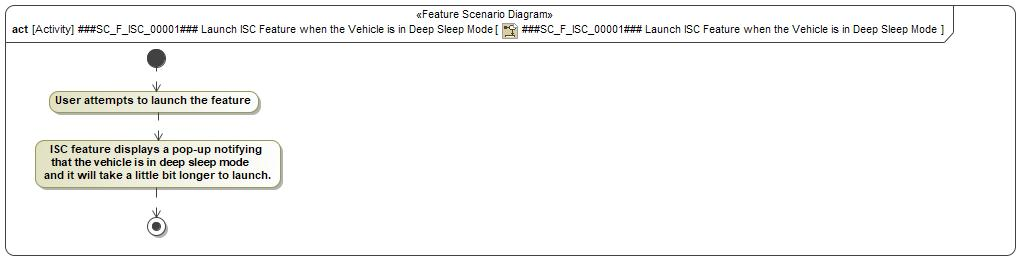 «Feature Scenario Diagram»
act [Activity] ###SC_F_ISC_00001### Launch ISC Feature when the Vehicle is in Deep Sleep Mode [ ###SC_F_ISC_00001### Launch ISC Feature when the Vehicle is in Deep Sleep Mode ]
User attempts to launch the feature
ISC feature displays a pop-up notifying
that the vehicle is in deep sleep mode
and it will take a little bit longer to launch.